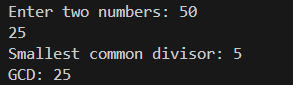 Enter two numbers: 50
25
Smallest common divisor: 5
GCD: 25